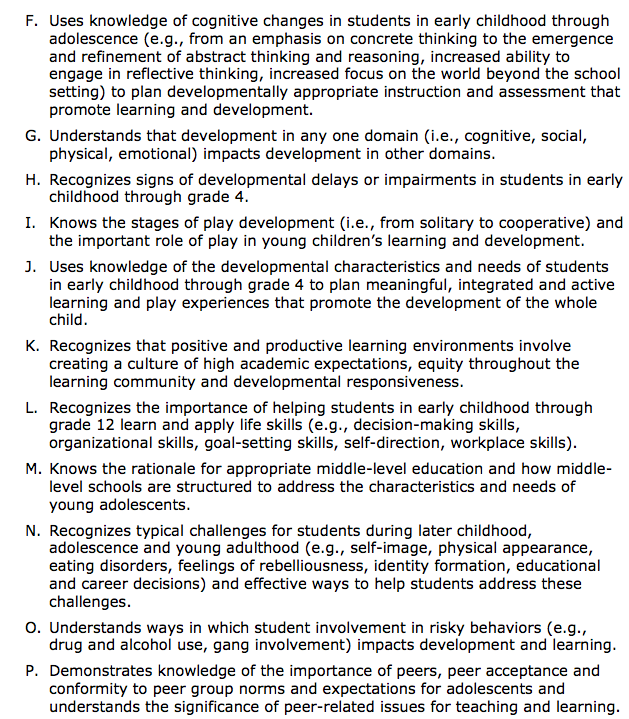 F. Uses knowledge of cognitive changes in students in early childhood through
adolescence (e.g., from an emphasis on concrete thinking to the emergence
and refinement of abstract thinking and reasoning, increased ability to
engage in reflective thinking, increased focus on the world beyond the school
setting) to plan developmentally appropriate instruction and assessment that
promote learning and development.
G. Understands that development in any one domain (i.e., cognitive, social,
physical, emotional) impacts development in other domains.
H. Recognizes signs of developmental delays or impairments in students in early
childhood through grade 4.
I. Knows the stages of play development (i.e., from solitary to cooperative) and
the important role of play in young children’s learning and development.
J. Uses knowledge of the developmental characteristics and needs of students
in early childhood through grade 4 to plan meaningful, integrated and active
learning and play experiences that promote the development of the whole
child.
K. Recognizes that positive and productive learning environments involve
creating a culture of high academic expectations, equity throughout the
learning community and developmental responsiveness.
L. Recognizes the importance of helping students in early childhood through
grade 12 learn and apply life skills (e.g., decision-making skills,
organizational skills, goal-setting skills, self-direction, workplace skills).
M. Knows the rationale for appropriate middle-level education and how middle-
level schools are structured to address the characteristics and needs of
young adolescents.
N. Recognizes typical challenges for students during later childhood,
adolescence and young adulthood (e.g., self-image, physical appearance,
eating disorders, feelings of rebelliousness, identity formation, educational
and career decisions) and effective ways to help students address these
challenges.
O. Understands ways in which student involvement in risky behaviors (e.g.,
drug and alcohol use, gang involvement) impacts development and learning.
P. Demonstrates knowledge of the importance of peers, peer acceptance and
conformity to peer group norms and expectations for adolescents and
understands the significance of peer-related issues for teaching and learning.